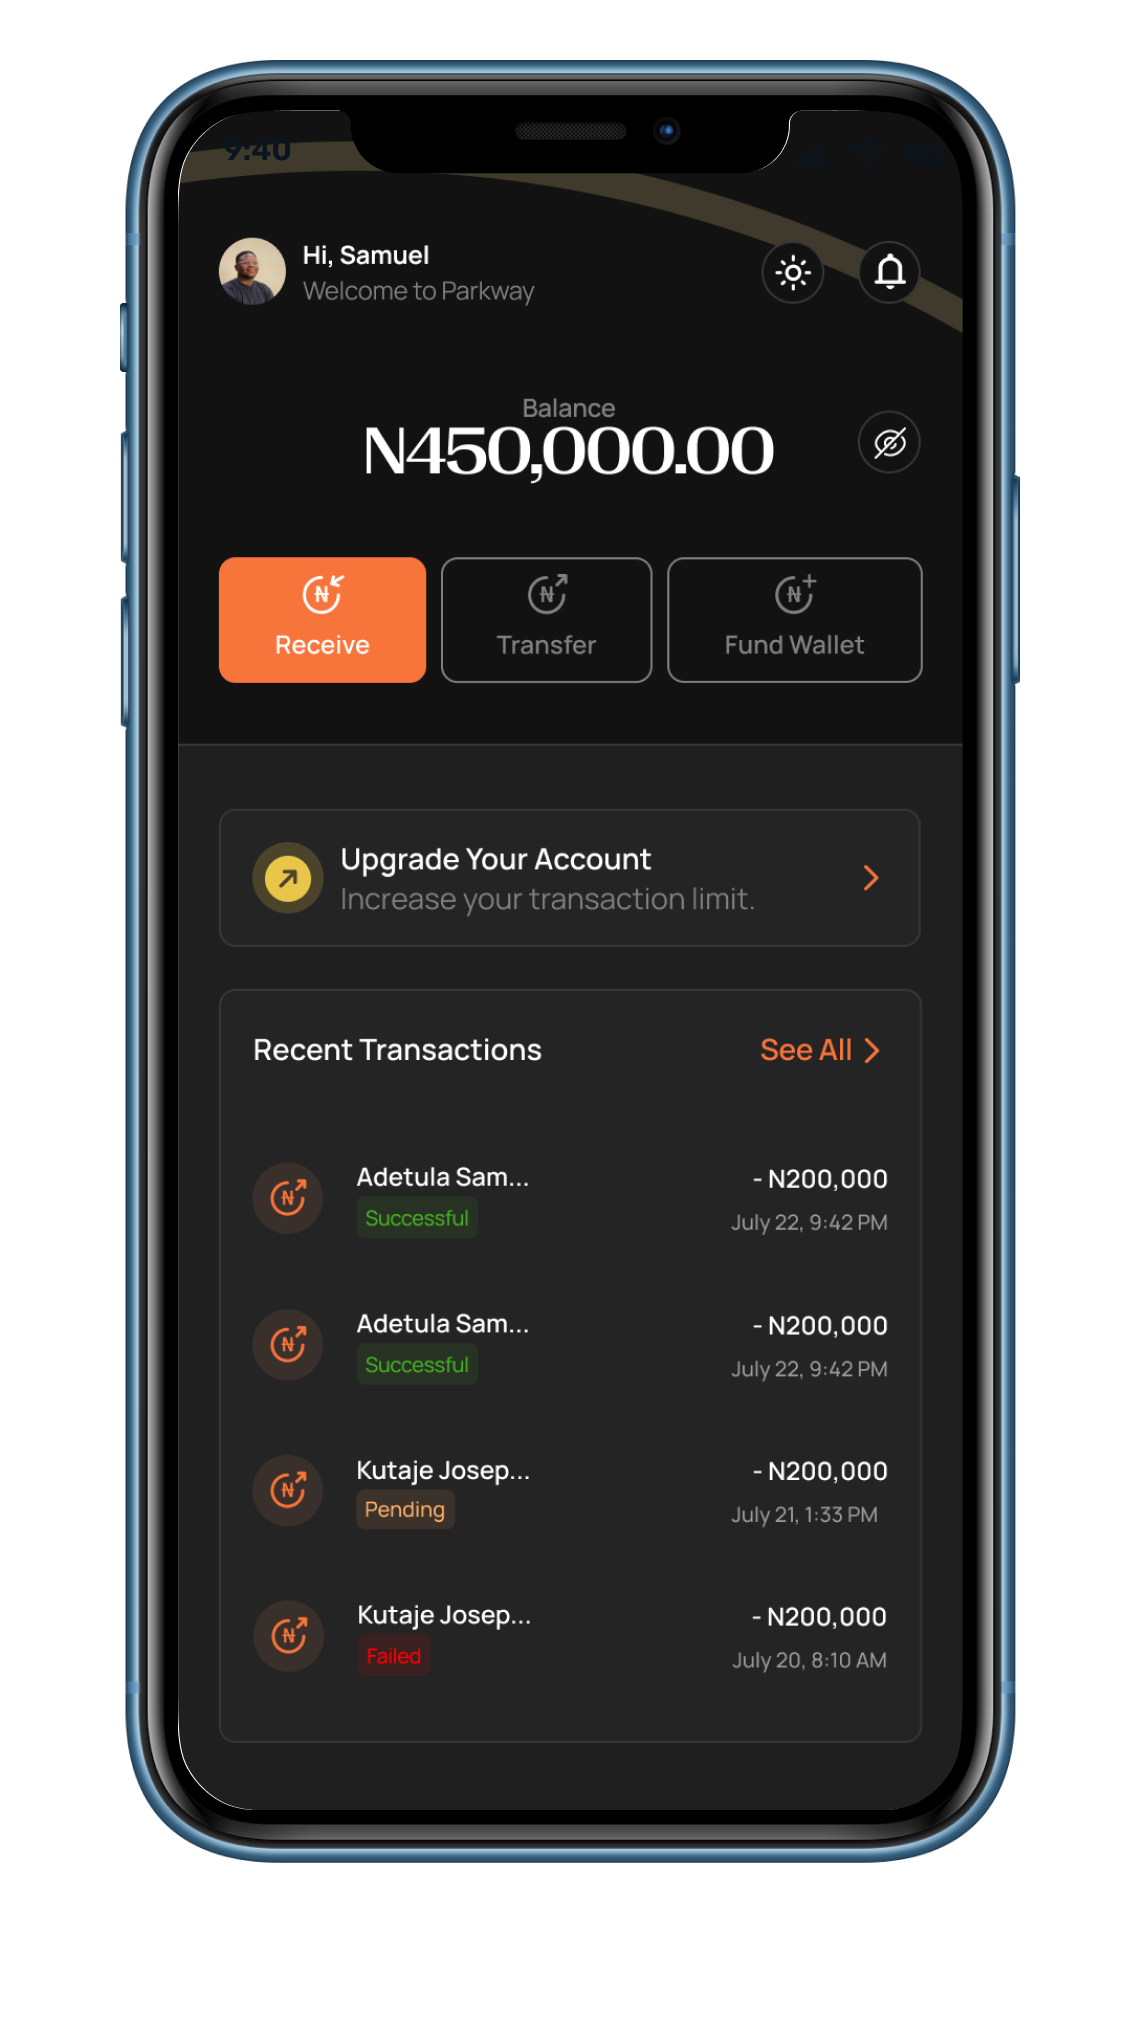 9:40
Hi, Samuel
Welcome to Parkway
Balance
N450,000.00
Receive
Transfer
Fund Wallet
Upgrade Your Account
Increase your transaction limit.
Recent Transactions
See All
Adetula Sam...
- N200,000
Successful
July 22, 9:42 PM
Adetula Sam...
- N200,000
Successful
July 22, 9:42 PM
Kutaje Josep...
- N200,000
Pending
July 21, 1:33 PM
Kutaje Josep...
- N200,000
Failed
July 20, 8:10 AM